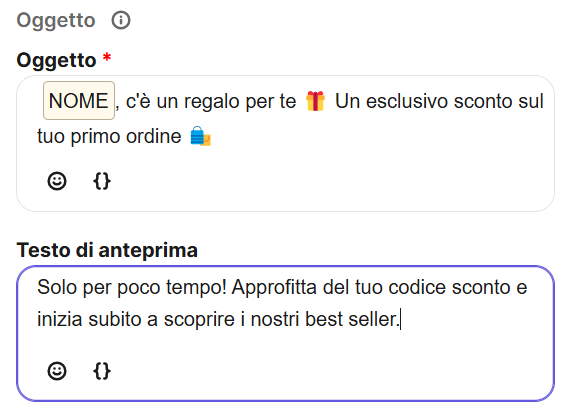 Oggetto
Oggetto *
NOME , c'è un regalo per te 🎁 Un esclusivo sconto sul
tuo primo ordine 🛍️
{}
Testo di anteprima
Solo per poco tempo! Approfitta del tuo codice sconto e
inizia subito a scoprire i nostri best seller.
{}